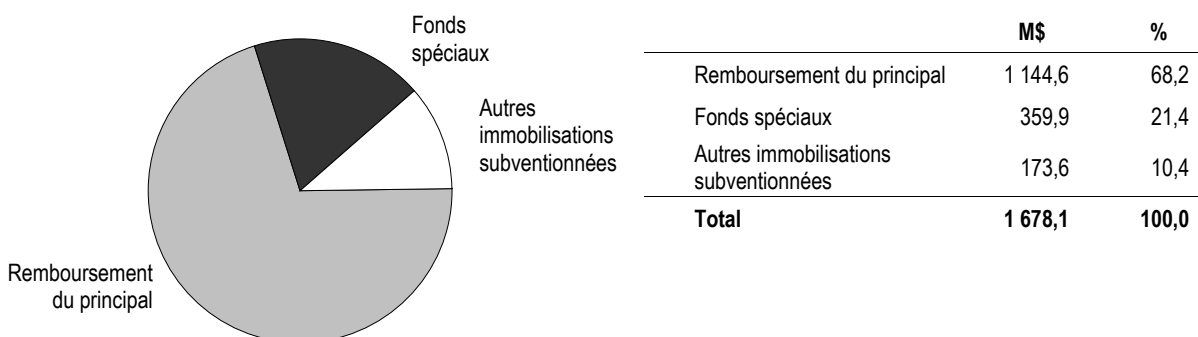 Fonds
spéciaux
Autres
immobilisations
subventionnées
Remboursement
du principal
M$ %
Remboursement du principal 1 144,6 68,2
Fonds spéciaux 359,9 21,4
Autres immobilisations
subventionnées 173,6 10,4
Total 1 678,1 100,0